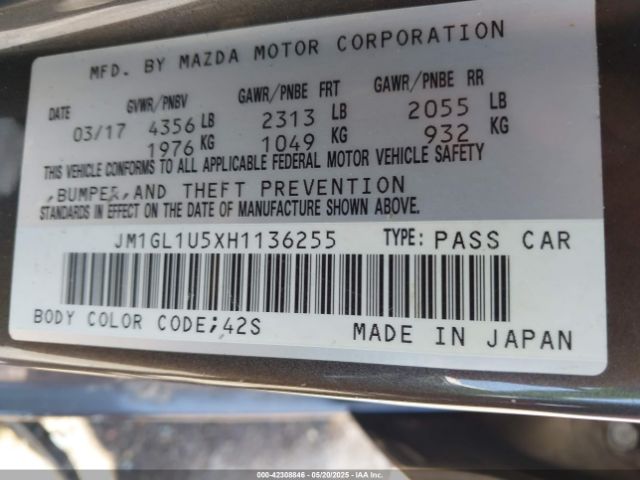 MFD. BY MAZDA MOTOR CORPORATION
DATE GVWR/PNBV GAWR/PNBE FRT GAWR/PNBE RR
03/17 4356 LB 2313 LB 2055 LB
1976 KG 1049 KG 932 KG
THIS VEHICLE CONFORMS TO ALL APPLICABLE FEDERAL MOTOR VEHICLE SAFETY
,BUMPER,AND THEFT PREVENTION
STANDARDS IN EFFECT ON THE DATE OF MANUFACTURE SHOWN ABOVE.
JM1GL1U5XH1136255 TYPE: PASS CAR
BODY COLOR CODE;42S MADE IN JAPAN
000-42308846 - 05/20/2025 - IAA Inc.